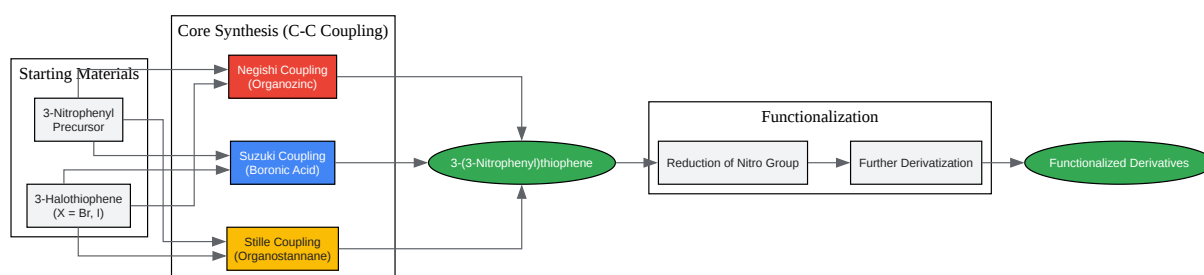 Core Synthesis (C-C Coupling)
Starting Materials
Negishi Coupling
(Organozinc)
3-Nitrophenyl
Precursor
Suzuki Coupling
(Boronic Acid)
3-Halothiophene
(X = Br, I)
Stille Coupling
(Organostannane)
3-(3-Nitrophenyl)thiophene
Functionalization
Reduction of Nitro Group
Further Derivatization
Functionalized Derivatives